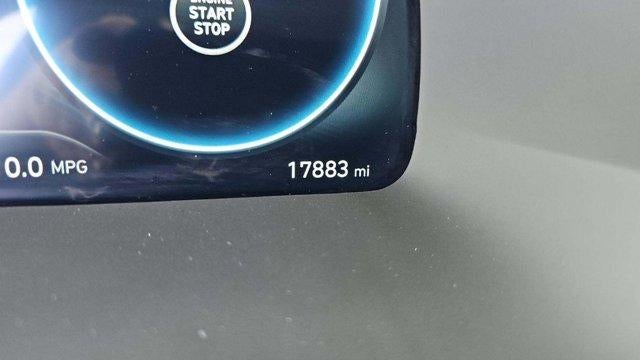 ENGINE
START
STOP
0.0 MPG
17883 mi